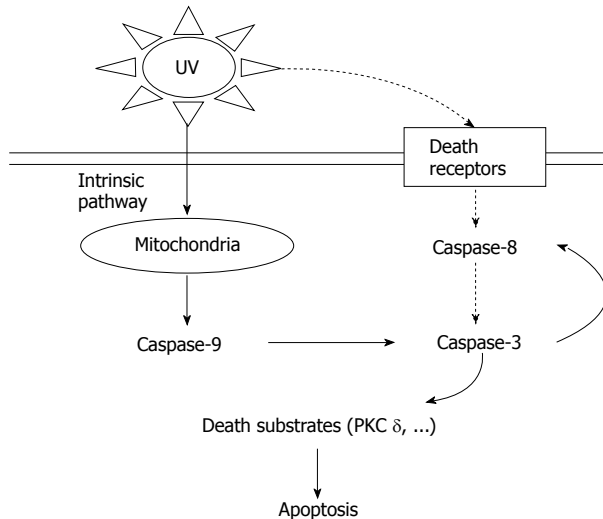 UV
Death
receptors
Intrinsic
pathway
Mitochondria
Caspase-8
Caspase-9
Caspase-3
Death substrates (PKC δ, ...)
Apoptosis